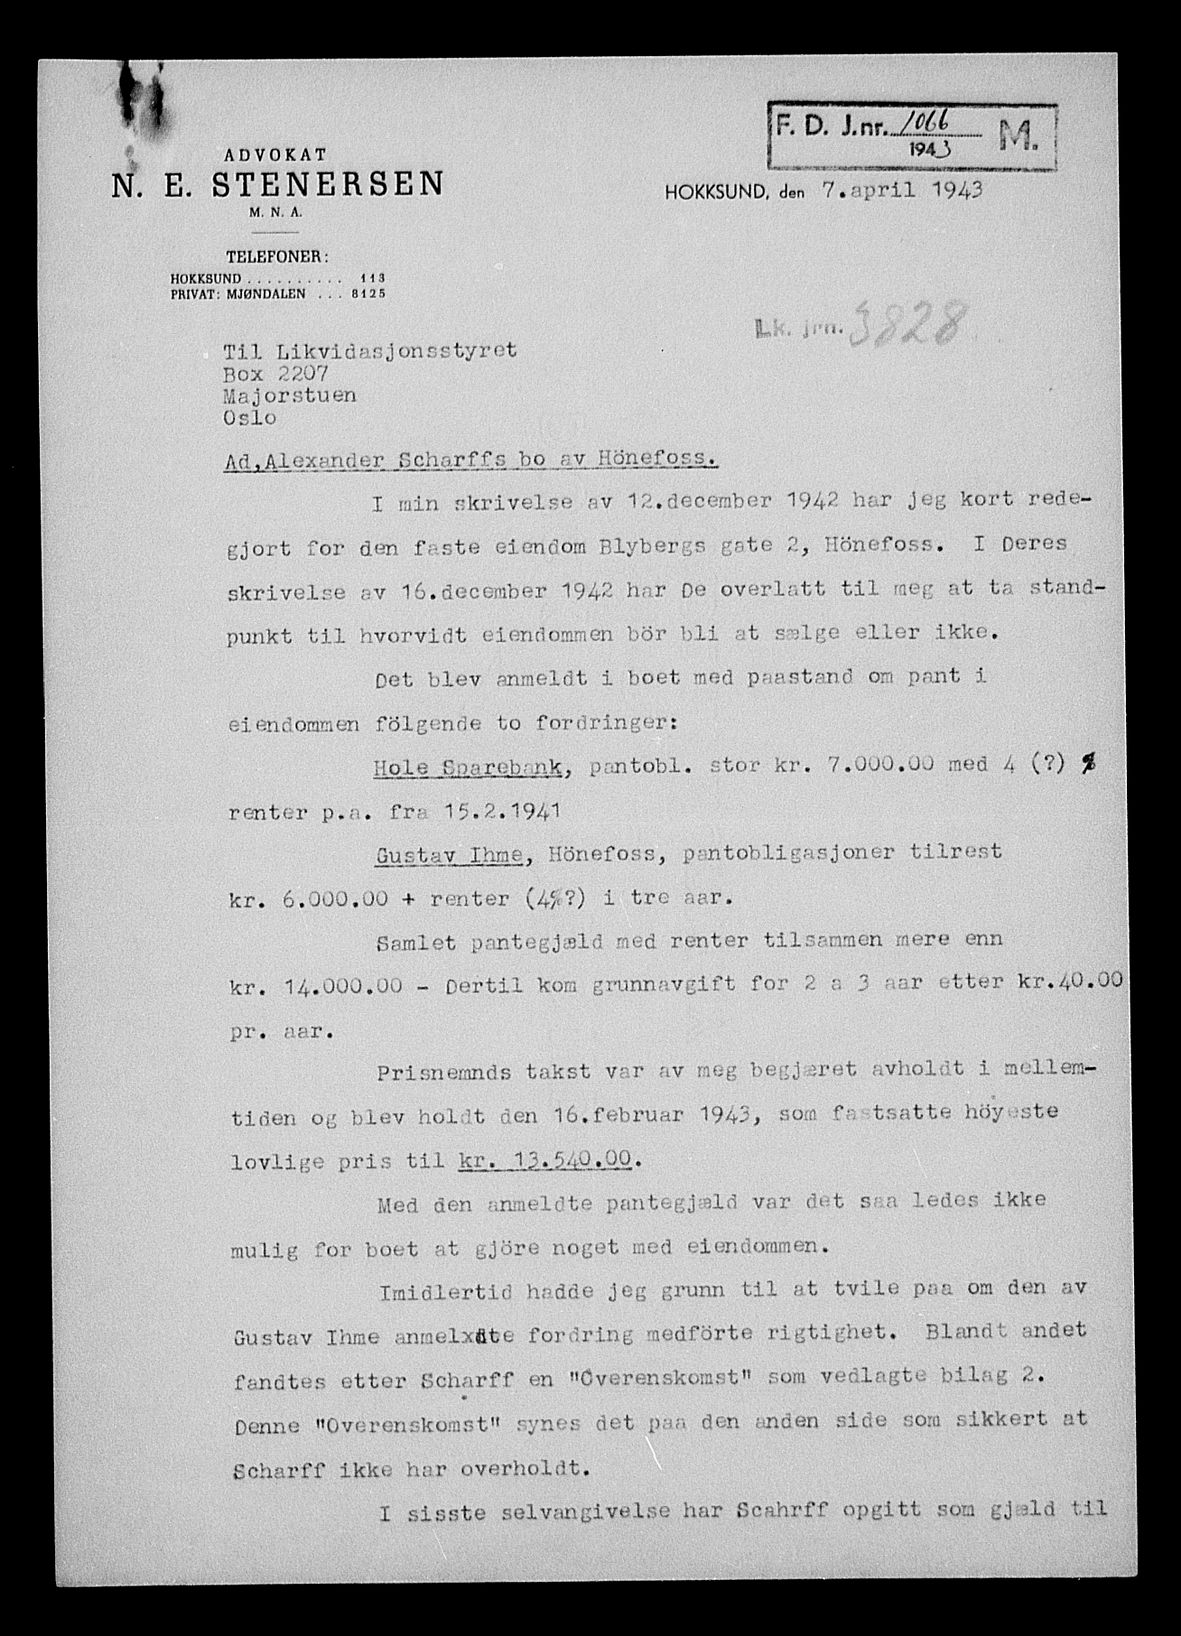 F. D. J.nr. 1066 M.
1943
ADVOKAT
N. E. STENERSEN
M. N. A.
HOKKSUND, den 7.april 1943
TELEFONER:
HOKKSUND . . . . . . . . . . 113
PRIVAT: MJØNDALEN . . . 8125
Lk. jrn. 3828
Til Likvidasjonsstyret
Box 2207
Majorstuen
Oslo
Ad,Alexander Scharffs bo av Hönefoss.
I min skrivelse av 12.december 1942 har jeg kort rede-
gjort for den faste eiendom Blybergs gate 2, Hönefoss. I Deres
skrivelse av 16.december 1942 har De overlatt til meg at ta stand-
punkt til hvorvidt eiendommen bör bli at sælge eller ikke.
Det blev anmeldt i boet med paastand om pant i
eiendommen fölgende to fordringer:
Hole Sparebank, pantobl. stor kr. 7.000.00 med 4 (?) %
renter p.a. fra 15.2.1941
Gustav Ihme, Hönefoss, pantobligasjoner tilrest
kr. 6.000.00 + renter (4%?) i tre aar.
Samlet pantegjæld med renter tilsammen mere enn
kr. 14.000.00 - Dertil kom grunnavgift for 2 a 3 aar etter kr.40.00
pr. aar.
Prisnemnds takst var av meg begjæret avholdt i mellem-
tiden og blev holdt den 16.februar 1943, som fastsatte höyeste
lovlige pris til kr. 13.540.00.
Med den anmeldte pantegjæld var det saa ledes ikke
mulig for boet at gjöre noget med eiendommen.
Imidlertid hadde jeg grunn til at tvile paa om den av
Gustav Ihme anmelxdte fordring medförte rigtighet. Blandt andet
fandtes etter Scharff en "Overenskomst" som vedlagte bilag 2.
Denne "Overenskomst" synes det paa den anden side som sikkert at
Scharff ikke har overholdt.
I sisste selvangivelse har Scahrff opgitt som gjæld til